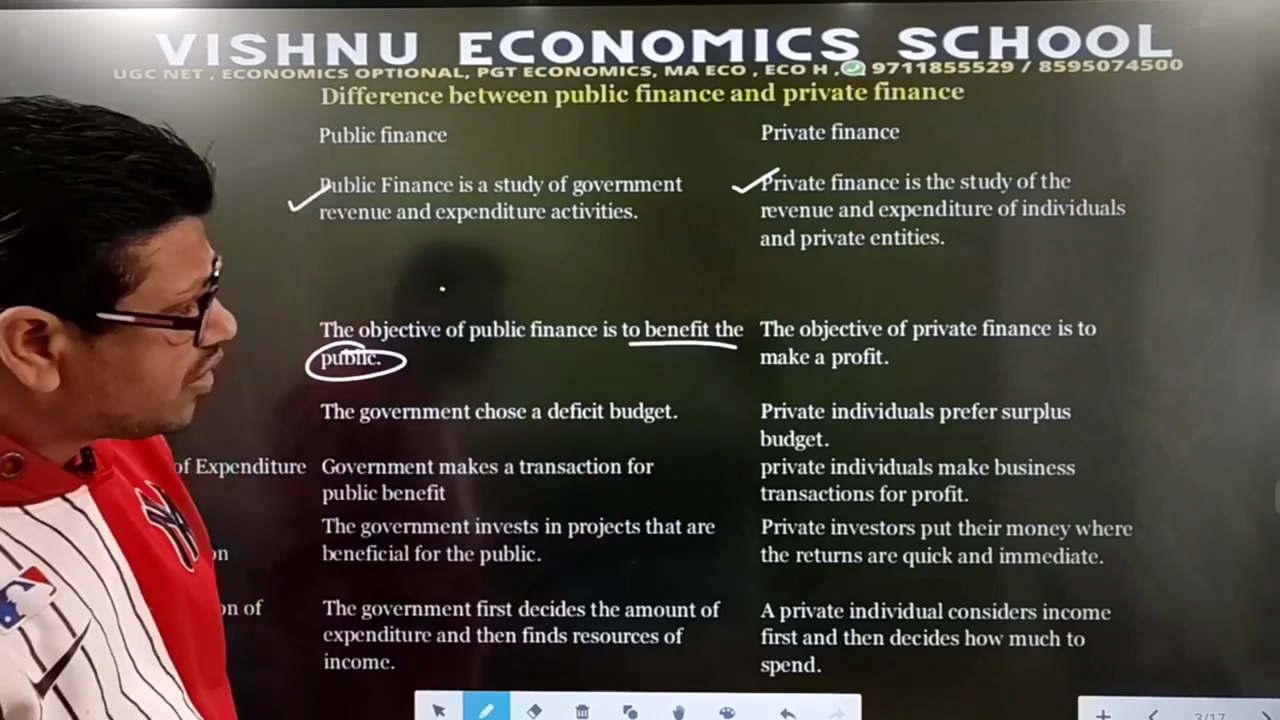 VISHNU ECONOMICS SCHOOL
UGC NET , ECONOMICS OPTIONAL, PGT ECONOMICS, MA ECO , ECO H , 9711855529 / 8595074500
Difference between public finance and private finance
Public finance
Private finance
Public Finance is a study of government
revenue and expenditure activities.
Private finance is the study of the
revenue and expenditure of individuals
and private entities.
The objective of public finance is to benefit the
public.
The objective of private finance is to
make a profit.
The government chose a deficit budget.
Private individuals prefer surplus
budget.
of Expenditure
Government makes a transaction for
public benefit
private individuals make business
transactions for profit.
The government invests in projects that are
beneficial for the public.
Private investors put their money where
the returns are quick and immediate.
on of
The government first decides the amount of
expenditure and then finds resources of
income.
A private individual considers income
first and then decides how much to
spend.
3/17